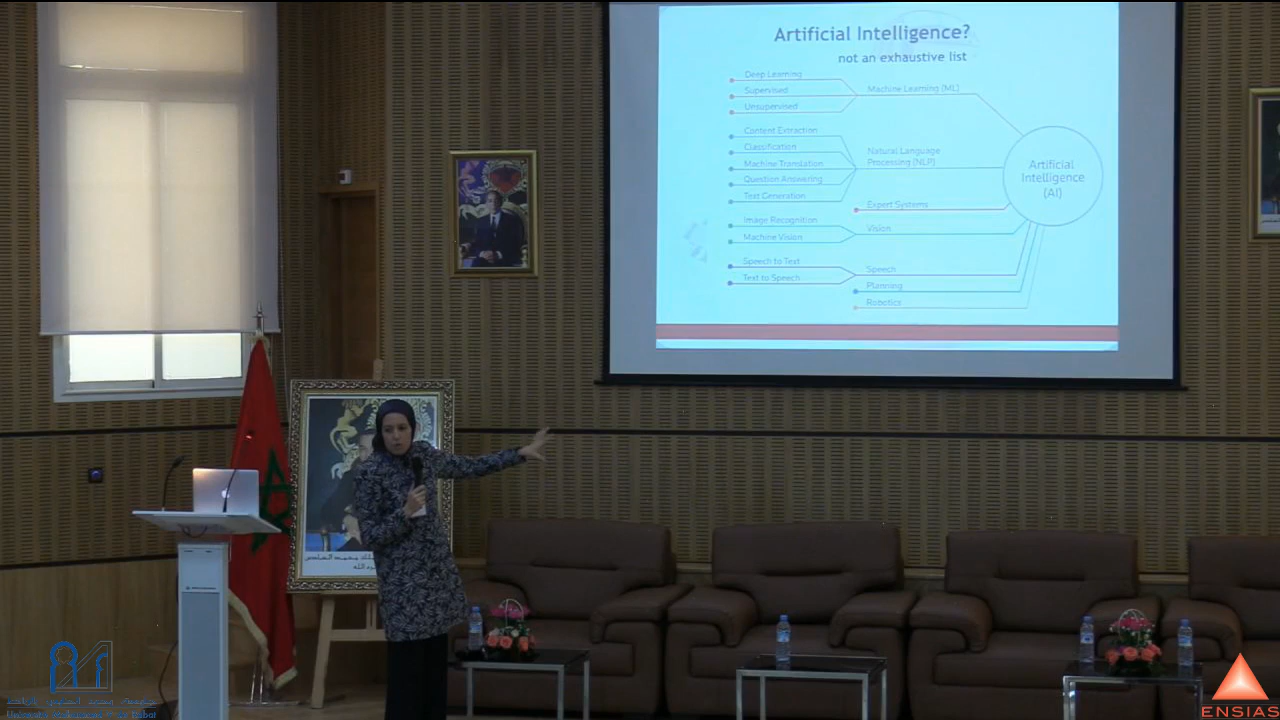 Artificial Intelligence?
not an exhaustive list
Deep Learning
Supervised
Unsupervised
Machine Learning (ML)
Content Extraction
Classification
Machine Translation
Question Answering
Text Generation
Natural Language
Processing (NLP)
Expert Systems
Image Recognition
Machine Vision
Vision
Speech to Text
Text to Speech
Speech
Planning
Robotics
Artificial
Intelligence
(AI)
ENSIAS